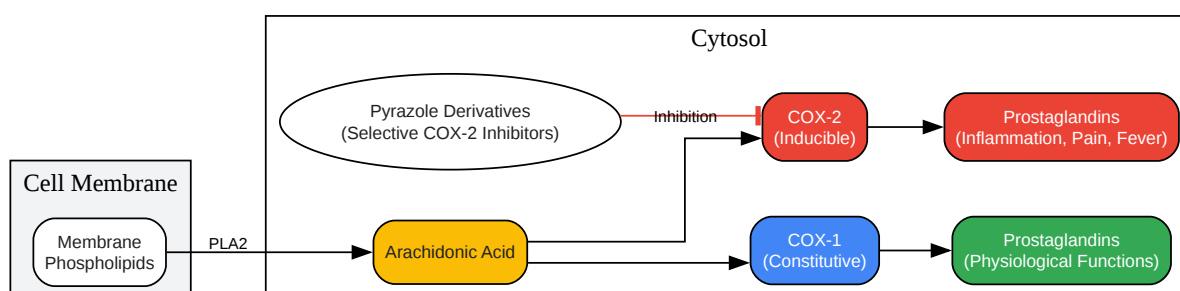 Cytosol
Pyrazole Derivatives
(Selective COX-2 Inhibitors)
Inhibition
COX-2
(Inducible)
Prostaglandins
(Inflammation, Pain, Fever)
Cell Membrane
Membrane
Phospholipids
PLA2
Arachidonic Acid
COX-1
(Constitutive)
Prostaglandins
(Physiological Functions)